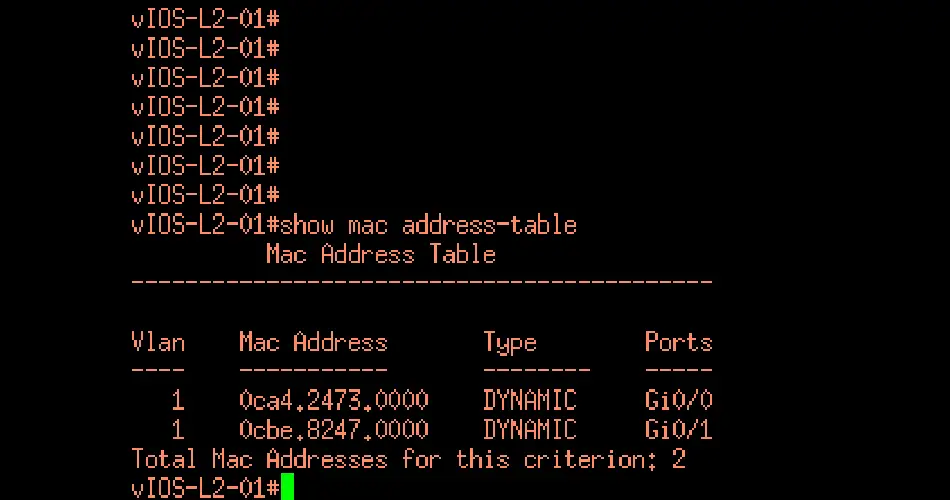 vIOS-L2-01#
vIOS-L2-01#
vIOS-L2-01#
vIOS-L2-01#
vIOS-L2-01#
vIOS-L2-01#
vIOS-L2-01#
vIOS-L2-01#show mac address-table
          Mac Address Table
-------------------------------------------

Vlan    Mac Address       Type        Ports
----    -----------       --------    -----
   1    0ca4.2473.0000    DYNAMIC     Gi0/0
   1    0cbe.8247.0000    DYNAMIC     Gi0/1
Total Mac Addresses for this criterion: 2
vIOS-L2-01#